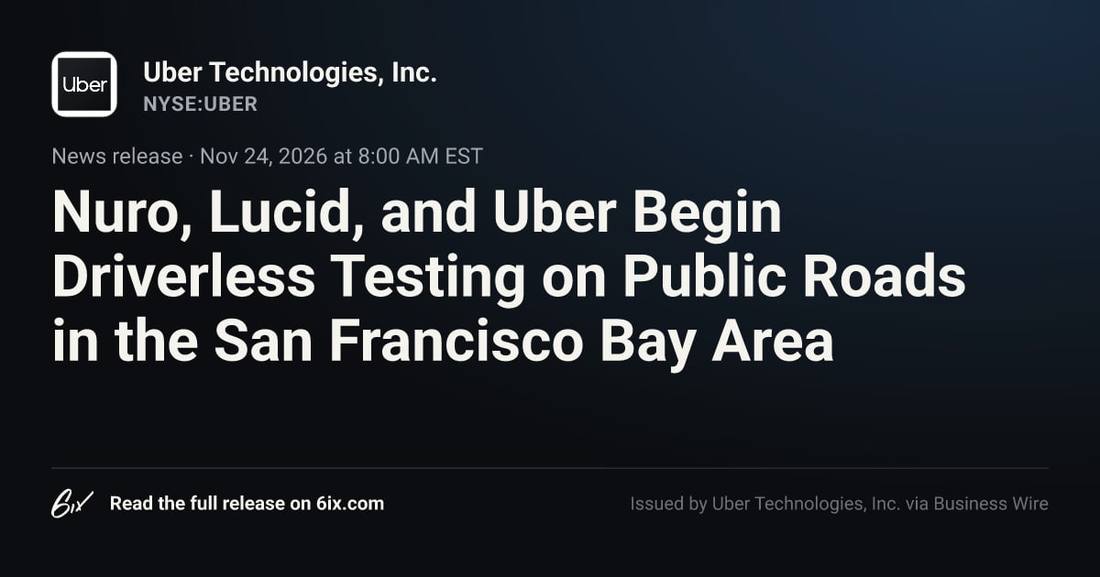 Uber
Uber Technologies, Inc.
NYSE:UBER
News release · Nov 24, 2026 at 8:00 AM EST
Nuro, Lucid, and Uber Begin
Driverless Testing on Public Roads
in the San Francisco Bay Area
6ix
Read the full release on 6ix.com
Issued by Uber Technologies, Inc. via Business Wire